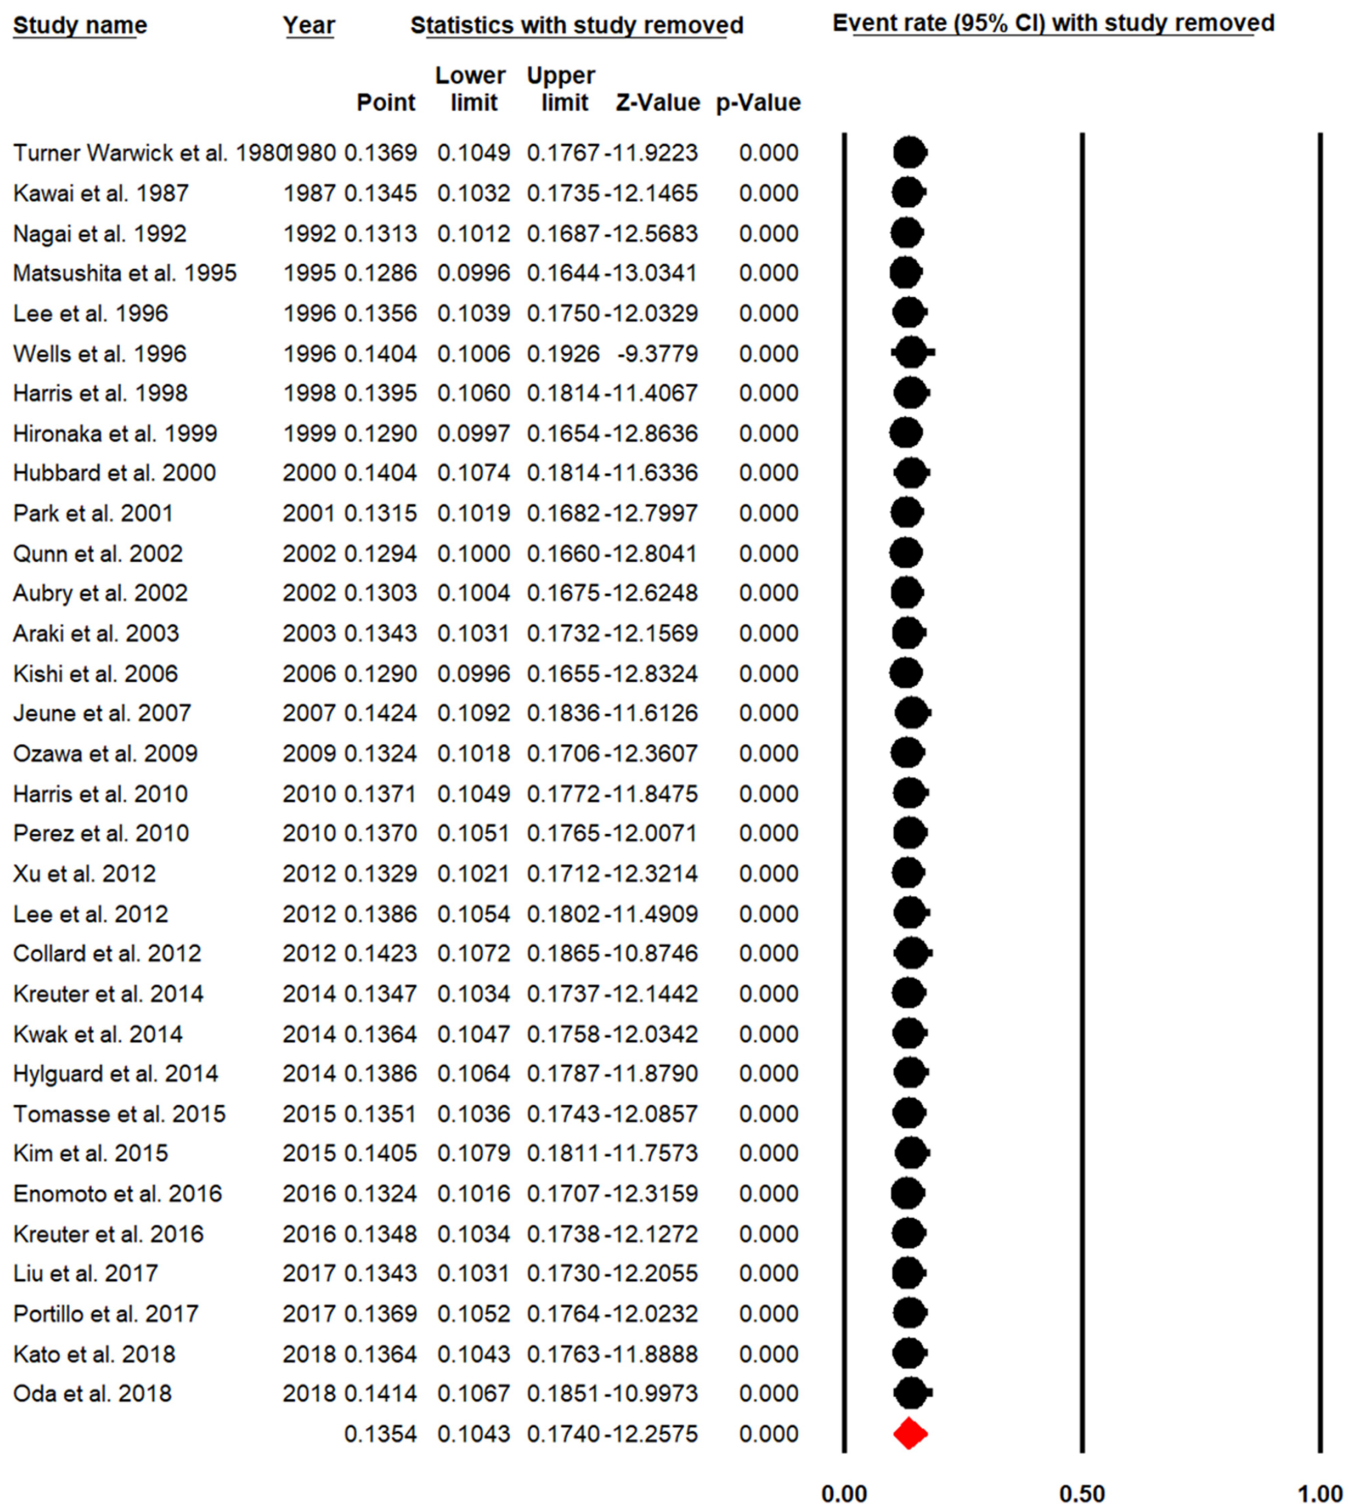 Study name Year Statistics with study removed Event rate (95% CI) with study removed
Lower Upper
Point limit limit Z-Value p-Value
Turner Warwick et al. 1980 1980 0.1369 0.1049 0.1767 -11.9223 0.000
Kawai et al. 1987 1987 0.1345 0.1032 0.1735 -12.1465 0.000
Nagai et al. 1992 1992 0.1313 0.1012 0.1687 -12.5683 0.000
Matsushita et al. 1995 1995 0.1286 0.0996 0.1644 -13.0341 0.000
Lee et al. 1996 1996 0.1356 0.1039 0.1750 -12.0329 0.000
Wells et al. 1996 1996 0.1404 0.1006 0.1926 -9.3779 0.000
Harris et al. 1998 1998 0.1395 0.1060 0.1814 -11.4067 0.000
Hironaka et al. 1999 1999 0.1290 0.0997 0.1654 -12.8636 0.000
Hubbard et al. 2000 2000 0.1404 0.1074 0.1814 -11.6336 0.000
Park et al. 2001 2001 0.1315 0.1019 0.1682 -12.7997 0.000
Qunn et al. 2002 2002 0.1294 0.1000 0.1660 -12.8041 0.000
Aubry et al. 2002 2002 0.1303 0.1004 0.1675 -12.6248 0.000
Araki et al. 2003 2003 0.1343 0.1031 0.1732 -12.1569 0.000
Kishi et al. 2006 2006 0.1290 0.0996 0.1655 -12.8324 0.000
Jeune et al. 2007 2007 0.1424 0.1092 0.1836 -11.6126 0.000
Ozawa et al. 2009 2009 0.1324 0.1018 0.1706 -12.3607 0.000
Harris et al. 2010 2010 0.1371 0.1049 0.1772 -11.8475 0.000
Perez et al. 2010 2010 0.1370 0.1051 0.1765 -12.0071 0.000
Xu et al. 2012 2012 0.1329 0.1021 0.1712 -12.3214 0.000
Lee et al. 2012 2012 0.1386 0.1054 0.1802 -11.4909 0.000
Collard et al. 2012 2012 0.1423 0.1072 0.1865 -10.8746 0.000
Kreuter et al. 2014 2014 0.1347 0.1034 0.1737 -12.1442 0.000
Kwak et al. 2014 2014 0.1364 0.1047 0.1758 -12.0342 0.000
Hylguard et al. 2014 2014 0.1386 0.1064 0.1787 -11.8790 0.000
Tomasse et al. 2015 2015 0.1351 0.1036 0.1743 -12.0857 0.000
Kim et al. 2015 2015 0.1405 0.1079 0.1811 -11.7573 0.000
Enomoto et al. 2016 2016 0.1324 0.1016 0.1707 -12.3159 0.000
Kreuter et al. 2016 2016 0.1348 0.1034 0.1738 -12.1272 0.000
Liu et al. 2017 2017 0.1343 0.1031 0.1730 -12.2055 0.000
Portillo et al. 2017 2017 0.1369 0.1052 0.1764 -12.0232 0.000
Kato et al. 2018 2018 0.1364 0.1043 0.1763 -11.8888 0.000
Oda et al. 2018 2018 0.1414 0.1067 0.1851 -10.9973 0.000
0.1354 0.1043 0.1740 -12.2575 0.000
0.00 0.50 1.00